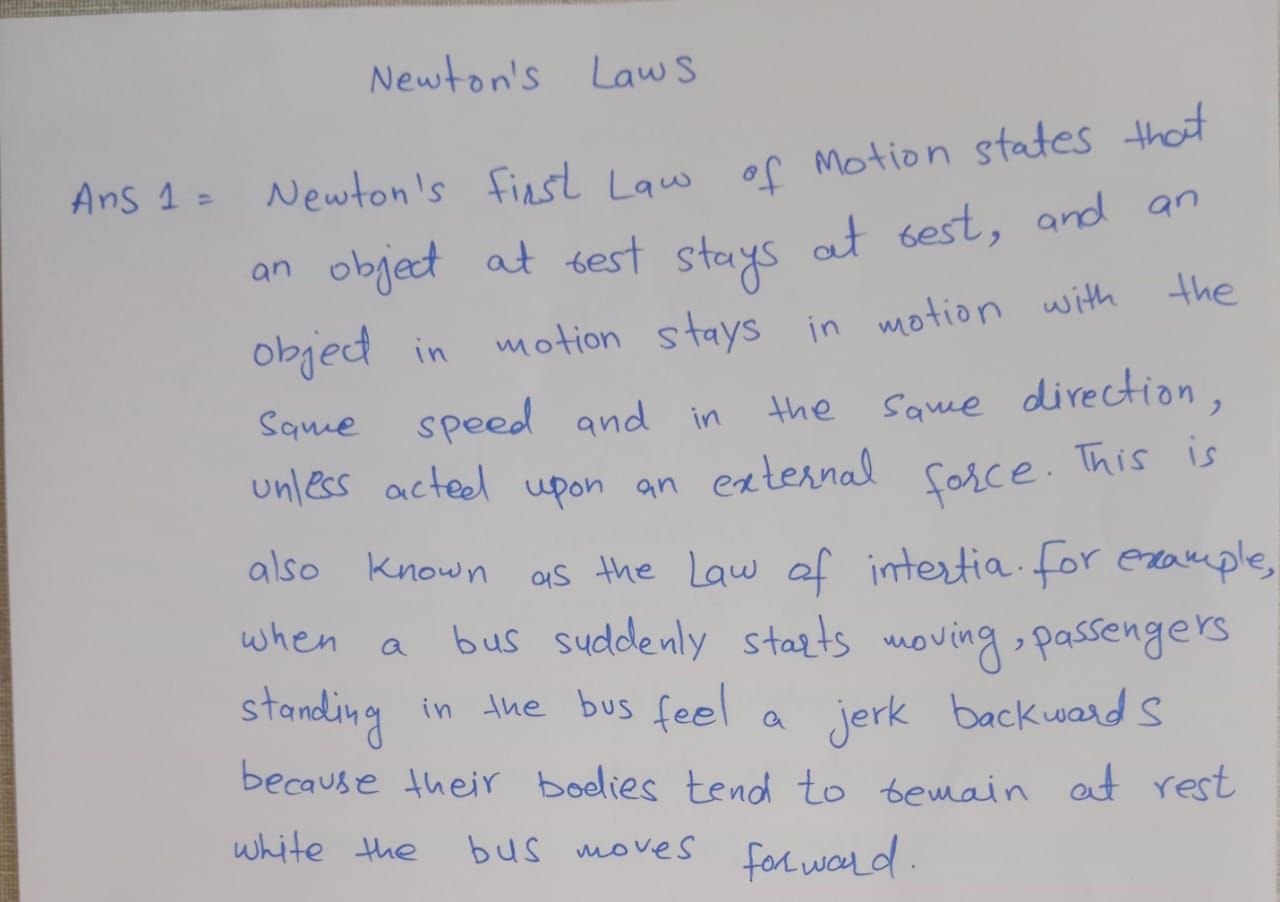 Newton's Laws
Ans 1 = Newton's first Law of Motion states that
an object at rest stays at rest, and an
object in motion stays in motion with the
same speed and in the same direction,
unless acted upon an external force. This is
also known as the Law of intertia. for example,
when a bus suddenly starts moving, passengers
standing in the bus feel a jerk backwards
because their bodies tend to remain at rest
white the bus moves forward.